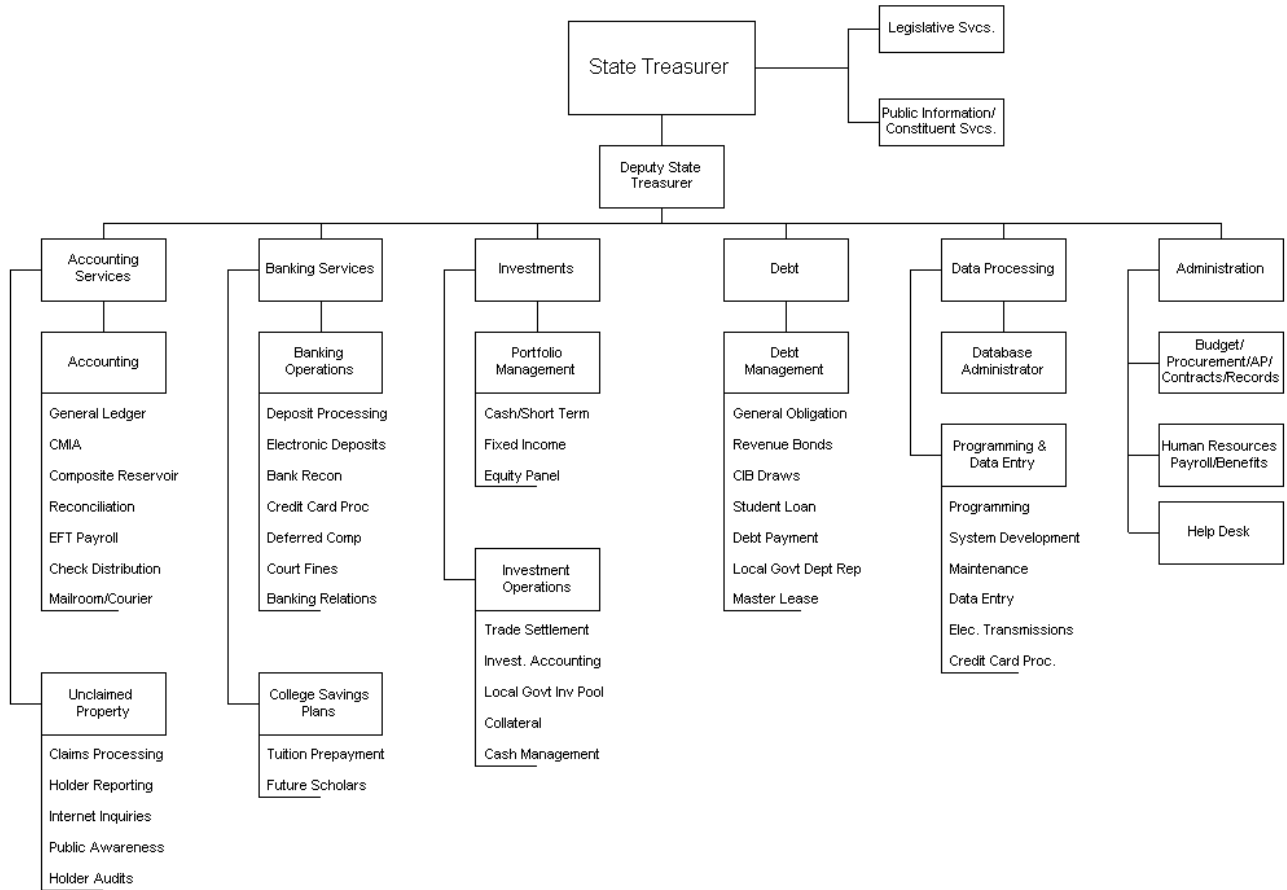 Legislative Svcs.
State Treasurer
Public Information/
Constituent Svcs.
Deputy State
Treasurer
Accounting
Services
Banking Services
Investments
Debt
Data Processing
Administration
Accounting
General Ledger
CMIA
Composite Reservoir
Reconciliation
EFT Payroll
Check Distribution
Mailroom/Courier
Unclaimed
Property
Claims Processing
Holder Reporting
Internet Inquiries
Public Awareness
Holder Audits
Banking
Operations
Deposit Processing
Electronic Deposits
Bank Recon
Credit Card Proc
Deferred Comp
Court Fines
Banking Relations
College Savings
Plans
Tuition Prepayment
Future Scholars
Portfolio
Management
Cash/Short Term
Fixed Income
Equity Panel
Investment
Operations
Trade Settlement
Invest. Accounting
Local Govt Inv Pool
Collateral
Cash Management
Debt
Management
General Obligation
Revenue Bonds
CIB Draws
Student Loan
Debt Payment
Local Govt Dept Rep
Master Lease
Database
Administrator
Programming &
Data Entry
Programming
System Development
Maintenance
Data Entry
Elec. Transmissions
Credit Card Proc.
Budget/
Procurement/AP/
Contracts/Records
Human Resources
Payroll/Benefits
Help Desk